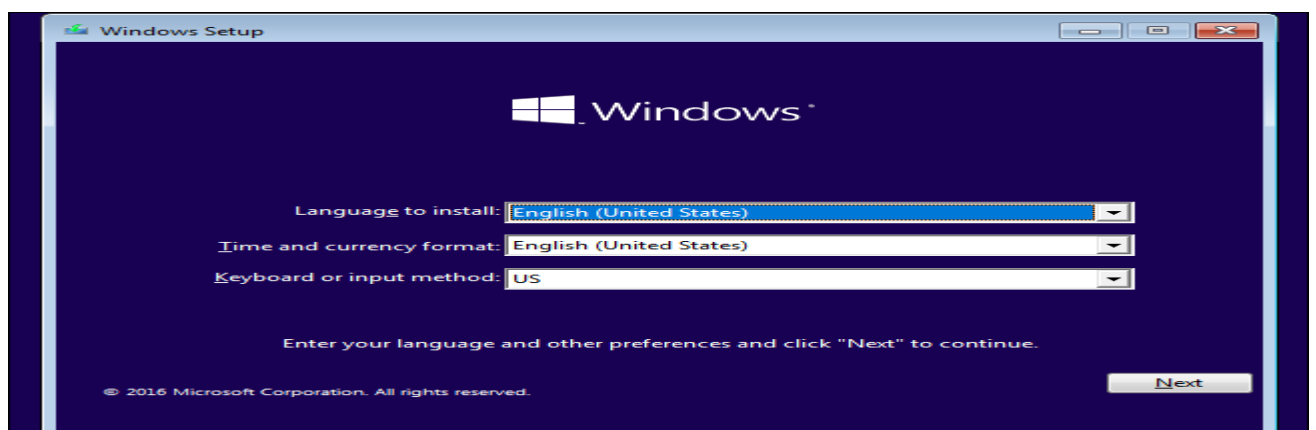 Windows Setup
Windows
Language to install: English (United States)
Time and currency format: English (United States)
Keyboard or input method: US
Enter your language and other preferences and click "Next" to continue.
© 2016 Microsoft Corporation. All rights reserved.
Next